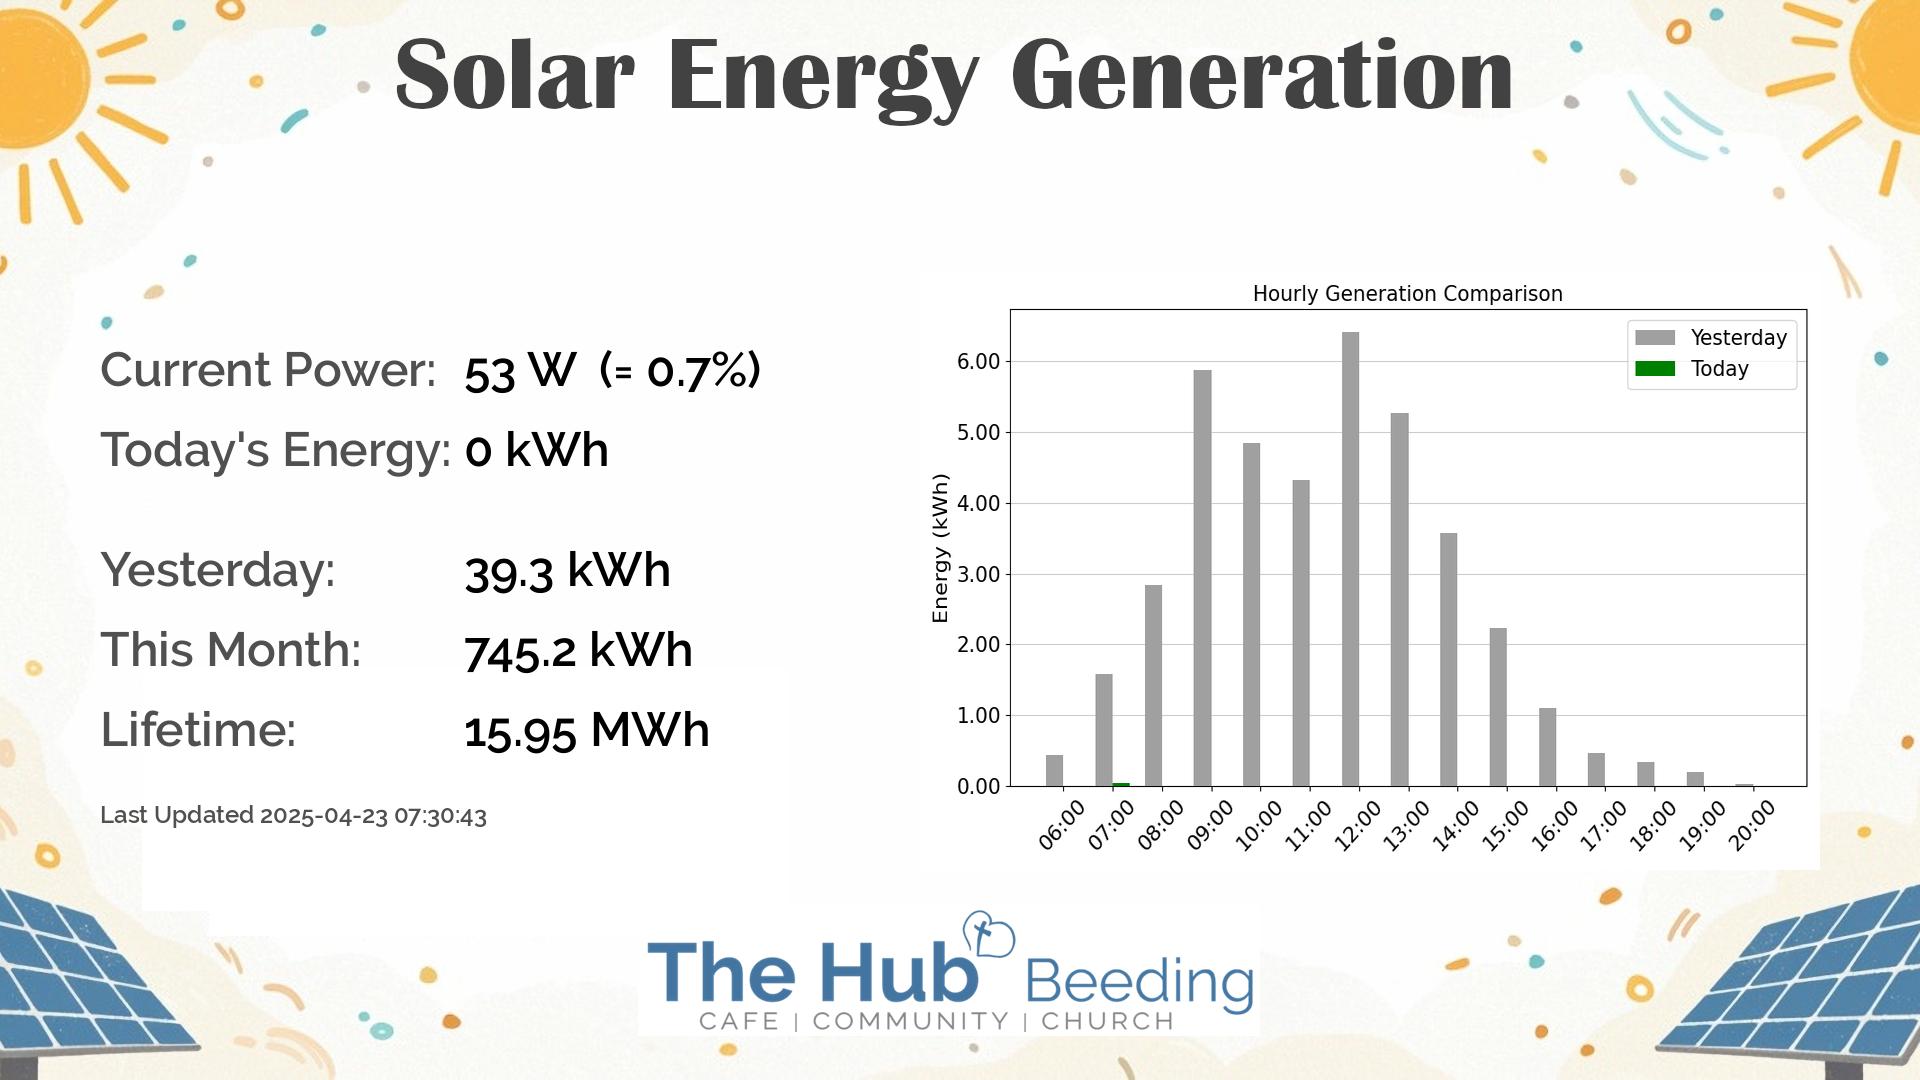 Solar Energy Generation
Current Power: 53 W (= 0.7%)
Today's Energy: 0 kWh
Yesterday: 39.3 kWh
This Month: 745.2 kWh
Lifetime: 15.95 MWh
Last Updated 2025-04-23 07:30:43
Hourly Generation Comparison
Yesterday
Today
Energy (kWh)
6.00
5.00
4.00
3.00
2.00
1.00
0.00
06:00 07:00 08:00 09:00 10:00 11:00 12:00 13:00 14:00 15:00 16:00 17:00 18:00 19:00 20:00
The Hub Beeding
CAFE | COMMUNITY | CHURCH